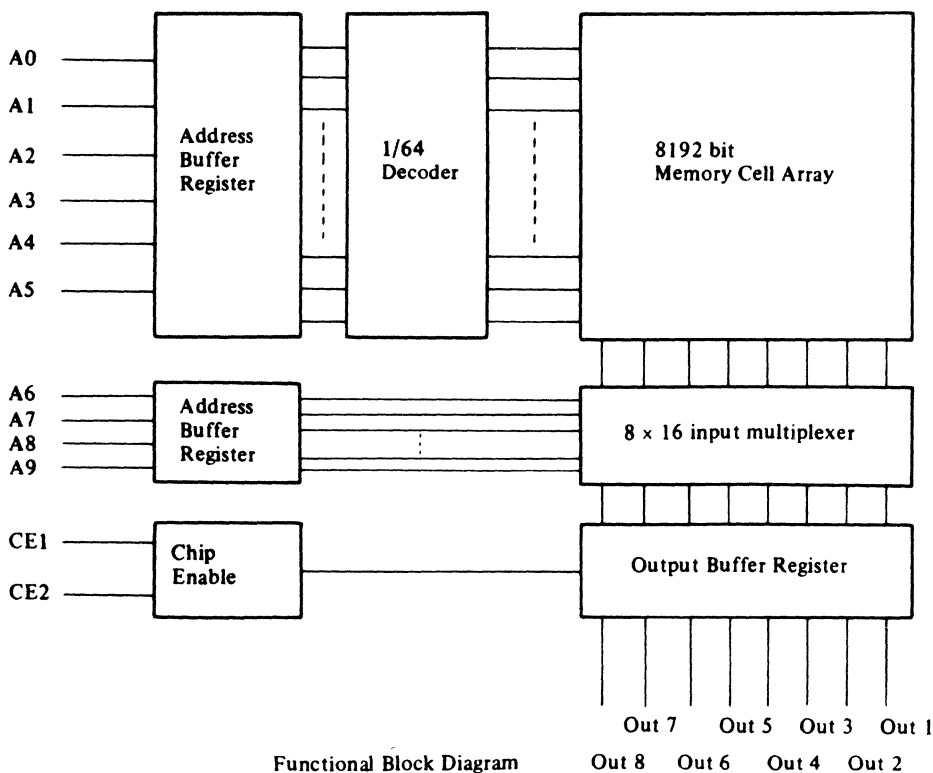 A0
A1
A2
A3
A4
A5
Address
Buffer
Register
1/64
Decoder
8192 bit
Memory Cell Array
A6
A7
A8
A9
Address
Buffer
Register
8 × 16 input multiplexer
CE1
CE2
Chip
Enable
Output Buffer Register
Out 7 Out 5 Out 3 Out 1
Functional Block Diagram Out 8 Out 6 Out 4 Out 2